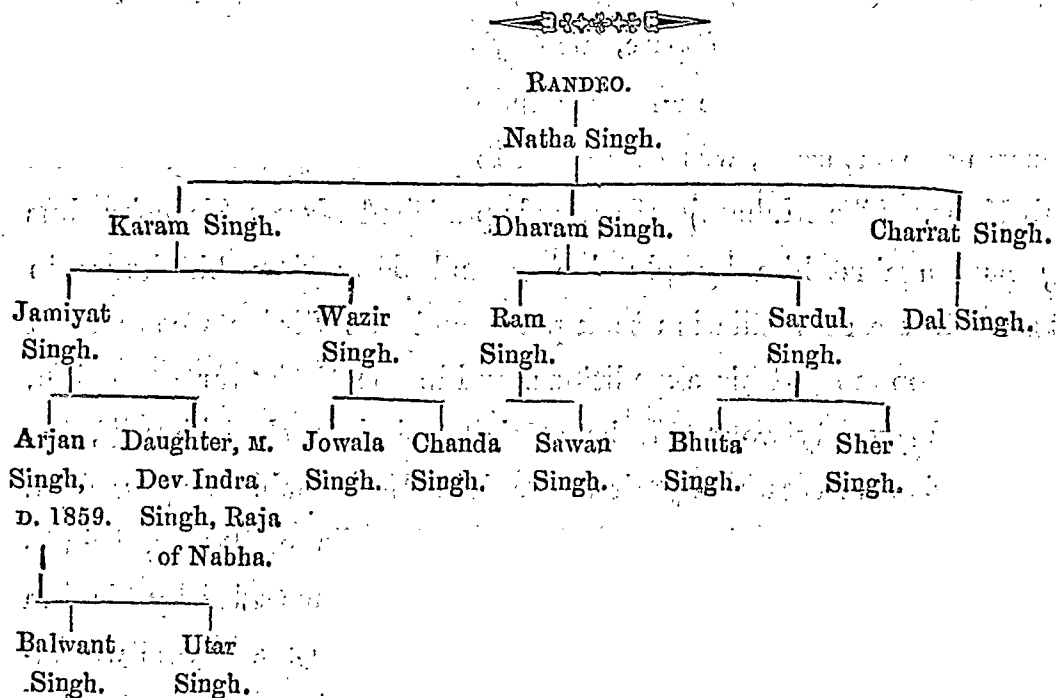 RANDEO.
Natha Singh.
Karam Singh. Dharam Singh. Charrat Singh.
Jamiyat Wazir Ram Sardul Dal Singh.
Singh. Singh. Singh. Singh.
Arjan Daughter, M. Jowala Chanda Sawan Bhuta Sher
Singh, Dev Indra Singh. Singh. Singh. Singh. Singh.
D. 1859. Singh, Raja
of Nabha.
Balwant Utar
Singh. Singh.